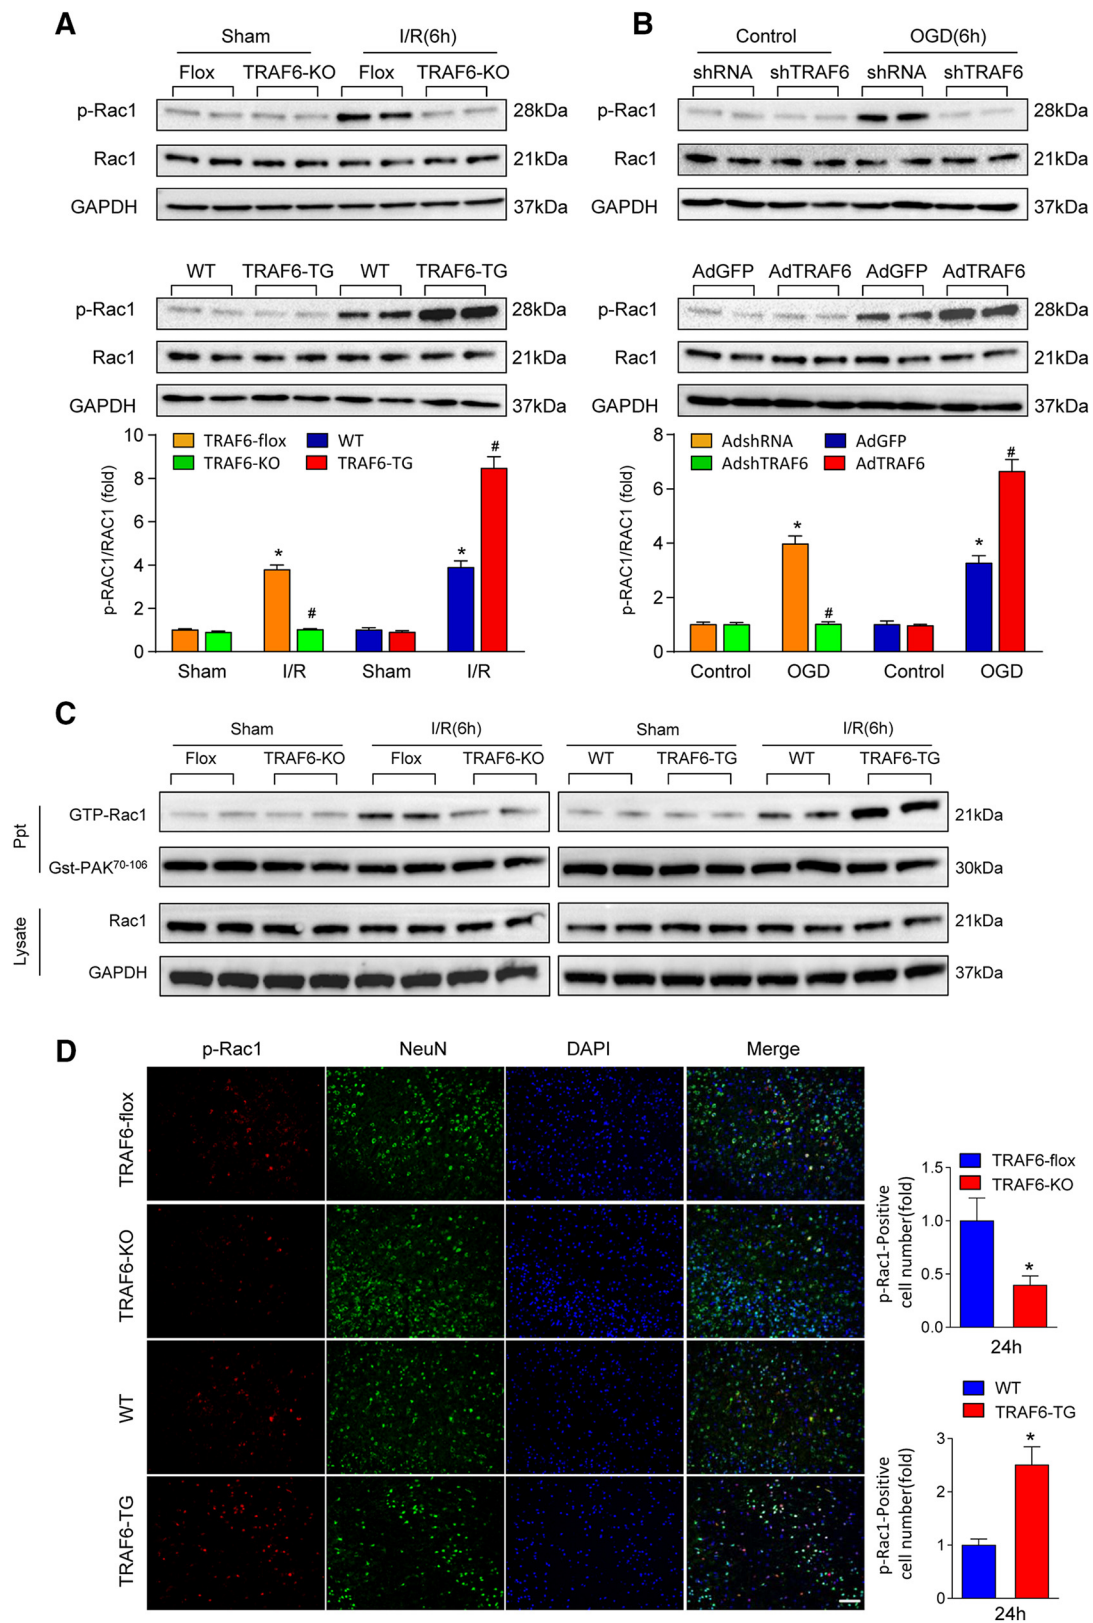 A
Sham I/R(6h)
Flox TRAF6-KO Flox TRAF6-KO
p-Rac1 28kDa
Rac1 21kDa
GAPDH 37kDa
WT TRAF6-TG WT TRAF6-TG
p-Rac1 28kDa
Rac1 21kDa
GAPDH 37kDa
TRAF6-flox WT
TRAF6-KO TRAF6-TG
p-RAC1/RAC1 (fold)
10
8
6
4
2
0
* # * #
Sham I/R Sham I/R
B
Control OGD(6h)
shRNA shTRAF6 shRNA shTRAF6
p-Rac1 28kDa
Rac1 21kDa
GAPDH 37kDa
AdGFP AdTRAF6 AdGFP AdTRAF6
p-Rac1 28kDa
Rac1 21kDa
GAPDH 37kDa
AdshRNA AdGFP
AdshTRAF6 AdTRAF6
p-RAC1/RAC1 (fold)
8
6
4
2
0
* # * #
Control OGD Control OGD
C
Sham I/R(6h) Sham I/R(6h)
Flox TRAF6-KO Flox TRAF6-KO WT TRAF6-TG WT TRAF6-TG
Ppt
GTP-Rac1 21kDa
Gst-PAK70-106 30kDa
Lysate
Rac1 21kDa
GAPDH 37kDa
D
p-Rac1 NeuN DAPI Merge
TRAF6-flox
TRAF6-KO
WT
TRAF6-TG
TRAF6-flox
TRAF6-KO
p-Rac1-Positive
cell number(fold)
1.5
1.0
0.5
0.0
*
24h
WT
TRAF6-TG
p-Rac1-Positive
cell number(fold)
3
2
1
0
*
24h